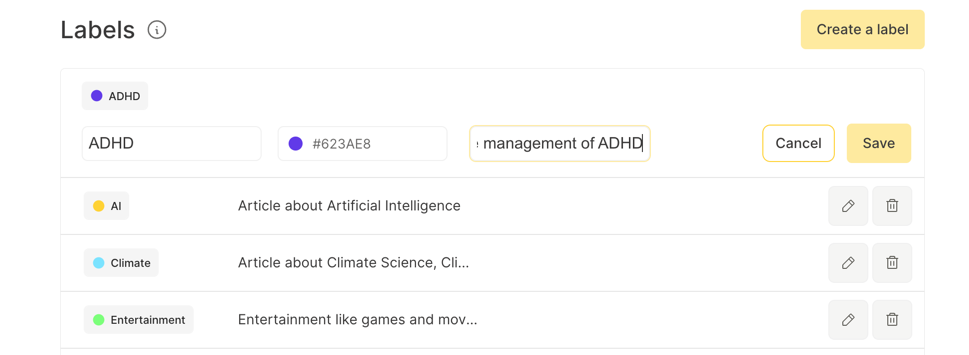 Labels
Create a label
ADHD
ADHD #623AE8 management of ADHD Cancel Save
AI Article about Artificial Intelligence
Climate Article about Climate Science, Cli...
Entertainment Entertainment like games and mov...